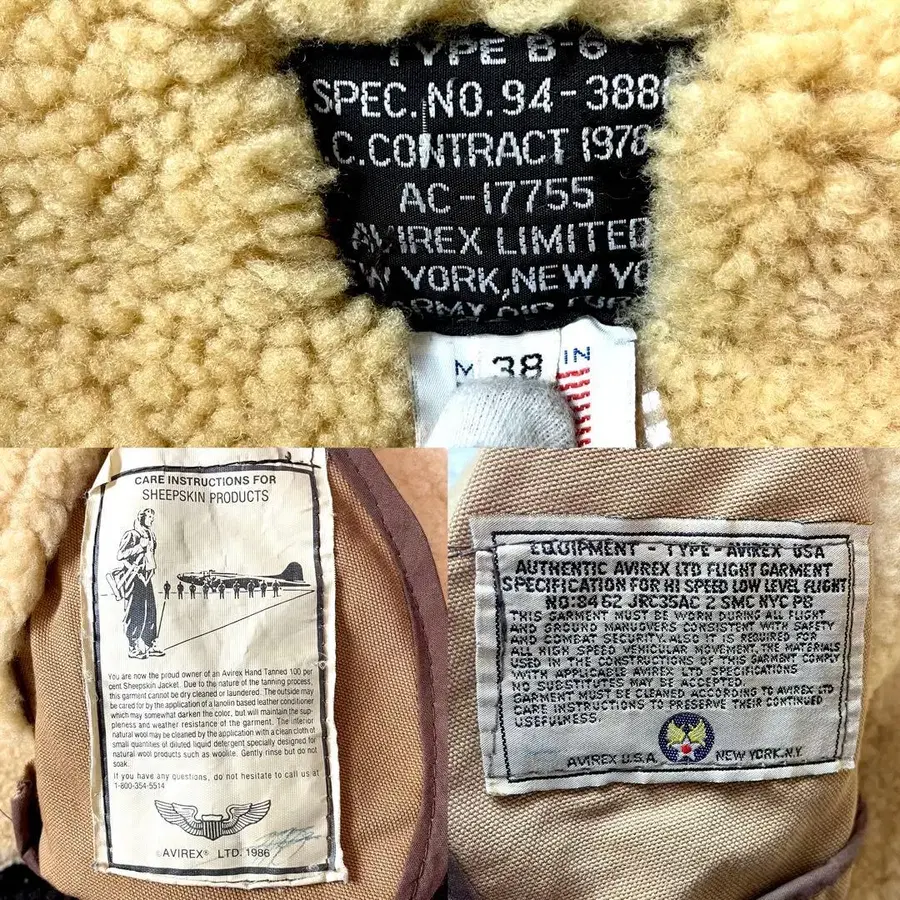 TYPE B-6
SPEC.NO.94-388
.C.CONTRACT 1978
AC-17755
AVIREX LIMITED
W YORK, NEW YO
ARMY AIR
38 IN
CARE INSTRUCTIONS FOR
SHEEPSKIN PRODUCTS
You are now the proud owner of an Avirex Hand Tanned 100 per
cent Sheepskin Jacket. Due to the nature of the tanning process,
this garment cannot be dry cleaned or laundered. The outside may
be cared for by the application of a lanolin based leather conditioner
which may somewhat darken the color, but will maintain the sup-
pleness and weather resistance of the garment. The interior
natural wool may be cleaned by the application with a clean cloth of
small quantities of diluted liquid detergent specially designed for
natural wool products such as woolite. Gently rinse but do not
soak.
If you have any questions, do not hesitate to call us at
1-800-354-5514
©AVIREX® LTD. 1986
EQUIPMENT - TYPE - AVIREX USA
AUTHENTIC AVIREX LTD FLIGHT GARMENT
SPECIFICATION FOR HI SPEED LOW LEVEL FLIGHT
NO:8462 JRC35AC 2 SMC NYC PB
THIS GARMENT MUST BE WORN DURING ALL FLIGHT
AND GROUND MANUVERS CONSISTENT WITH SAFETY
AND COMBAT SECURITY. ALSO IT IS REQUIRED FOR
ALL HIGH SPEED VEHICULAR MOVEMENT. THE MATERIALS
USED IN THE CONSTRUCTIONS OF THIS GARMENT COMPLY
WITH APPLICABLE AVIREX LTD SPECIFICATIONS
NO SUBSTITUTES MAY BE ACCEPTED.
GARMENT MUST BE CLEANED ACCORDING TO AVIREX LTD
CARE INSTRUCTIONS TO PRESERVE THEIR CONTINUED
USEFULNESS.
AVIREX U.S.A. NEW YORK.N.Y.